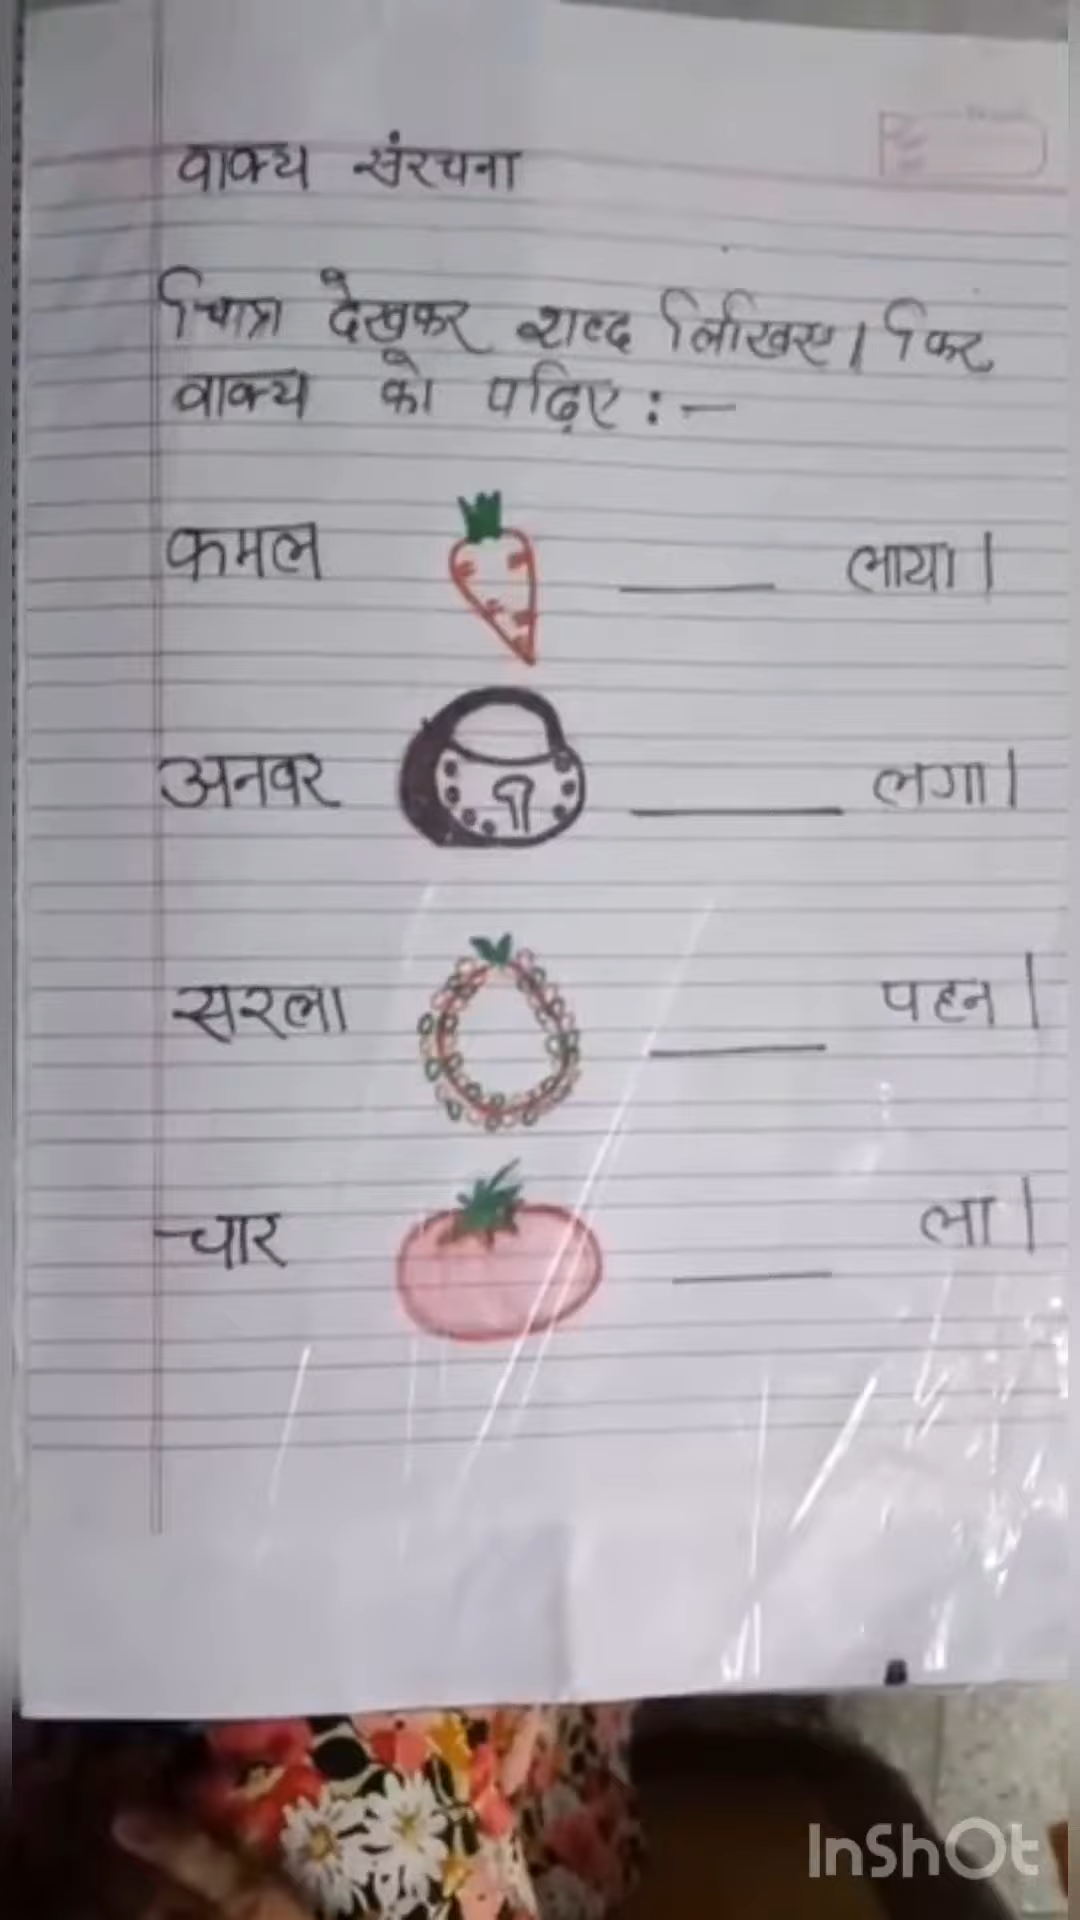 वाक्य संरचना
चित्र देखकर शब्द लिखिए। फिर
वाक्य को पढ़िए :-
कमल ____ लाया।
अनवर ____ लगा।
सरला ____ पहन।
चार ____ ला।
InShOt